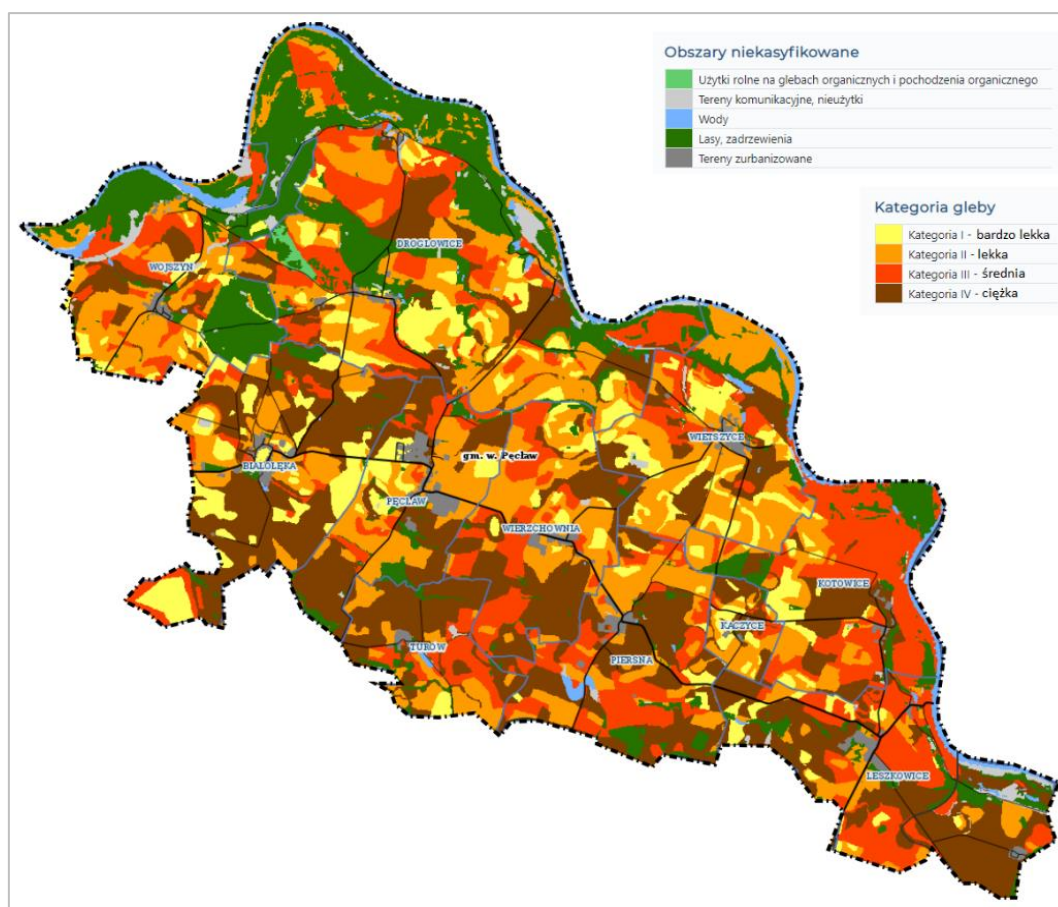 Obszary niekasyfikowane
Użytki rolne na glebach organicznych i pochodzenia organicznego
Tereny komunikacyjne, nieużytki
Wody
Lasy, zadrzewienia
Tereny zurbanizowane
Kategoria gleby
Kategoria I - bardzo lekka
Kategoria II - lekka
Kategoria III - średnia
Kategoria IV - ciężka
DROGLOWICE
WOJSZYN
WIETSZYCE
gm. w. Pęcław
BIAŁOŁĘKA
PĘCŁAW
WIERZCHOWNIA
KOTOWICE
KACZYCE
TURÓW
PIERSNA
LESZKOWICE